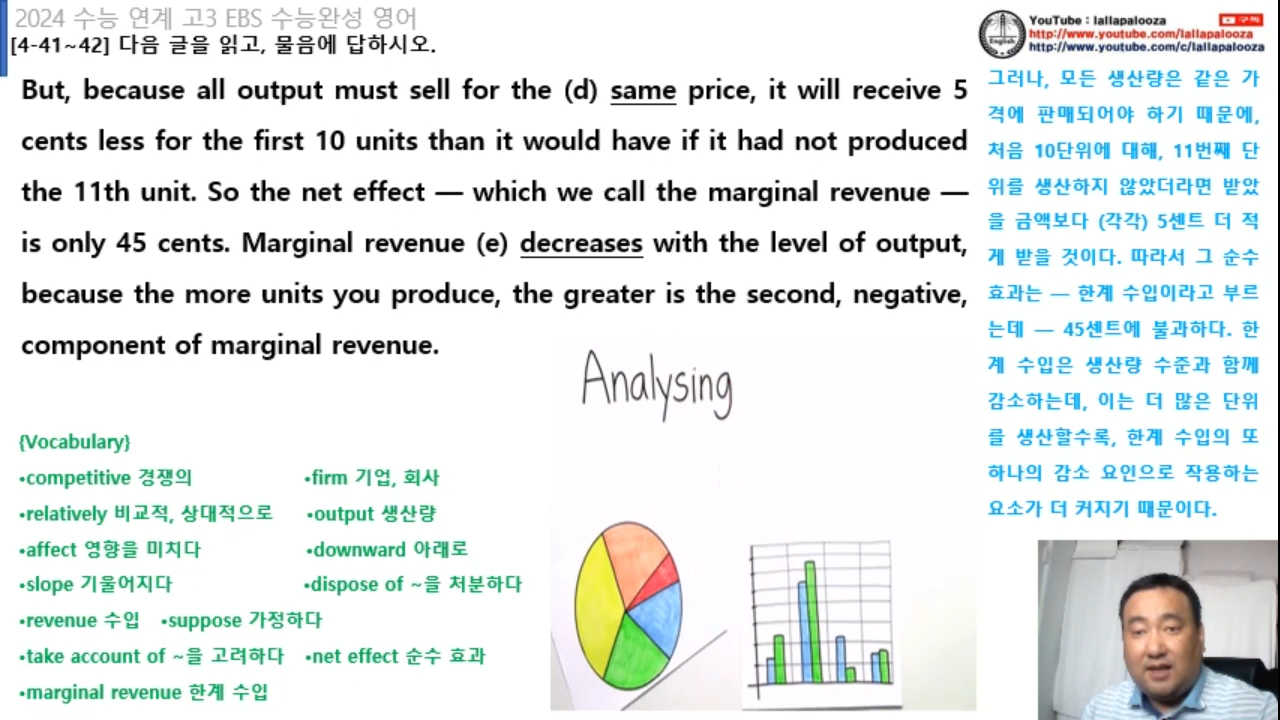 2024 수능 연계 고3 EBS 수능완성 영어
[4-41~42] 다음 글을 읽고, 물음에 답하시오.
English
YouTube : lallapalooza
구독
http://www.youtube.com/lallapalooza
http://www.youtube.com/c/lallapalooza
But, because all output must sell for the (d) same price, it will receive 5
cents less for the first 10 units than it would have if it had not produced
the 11th unit. So the net effect — which we call the marginal revenue —
is only 45 cents. Marginal revenue (e) decreases with the level of output,
because the more units you produce, the greater is the second, negative,
component of marginal revenue.
그러나, 모든 생산량은 같은 가
격에 판매되어야 하기 때문에,
처음 10단위에 대해, 11번째 단
위를 생산하지 않았더라면 받았
을 금액보다 (각각) 5센트 더 적
게 받을 것이다. 따라서 그 순수
효과는 — 한계 수입이라고 부르
는데 — 45센트에 불과하다. 한
계 수입은 생산량 수준과 함께
감소하는데, 이는 더 많은 단위
를 생산할수록, 한계 수입의 또
하나의 감소 요인으로 작용하는
요소가 더 커지기 때문이다.
Analysing
{Vocabulary}
•competitive 경쟁의 •firm 기업, 회사
•relatively 비교적, 상대적으로 •output 생산량
•affect 영향을 미치다 •downward 아래로
•slope 기울어지다 •dispose of ~을 처분하다
•revenue 수입 •suppose 가정하다
•take account of ~을 고려하다 •net effect 순수 효과
•marginal revenue 한계 수입